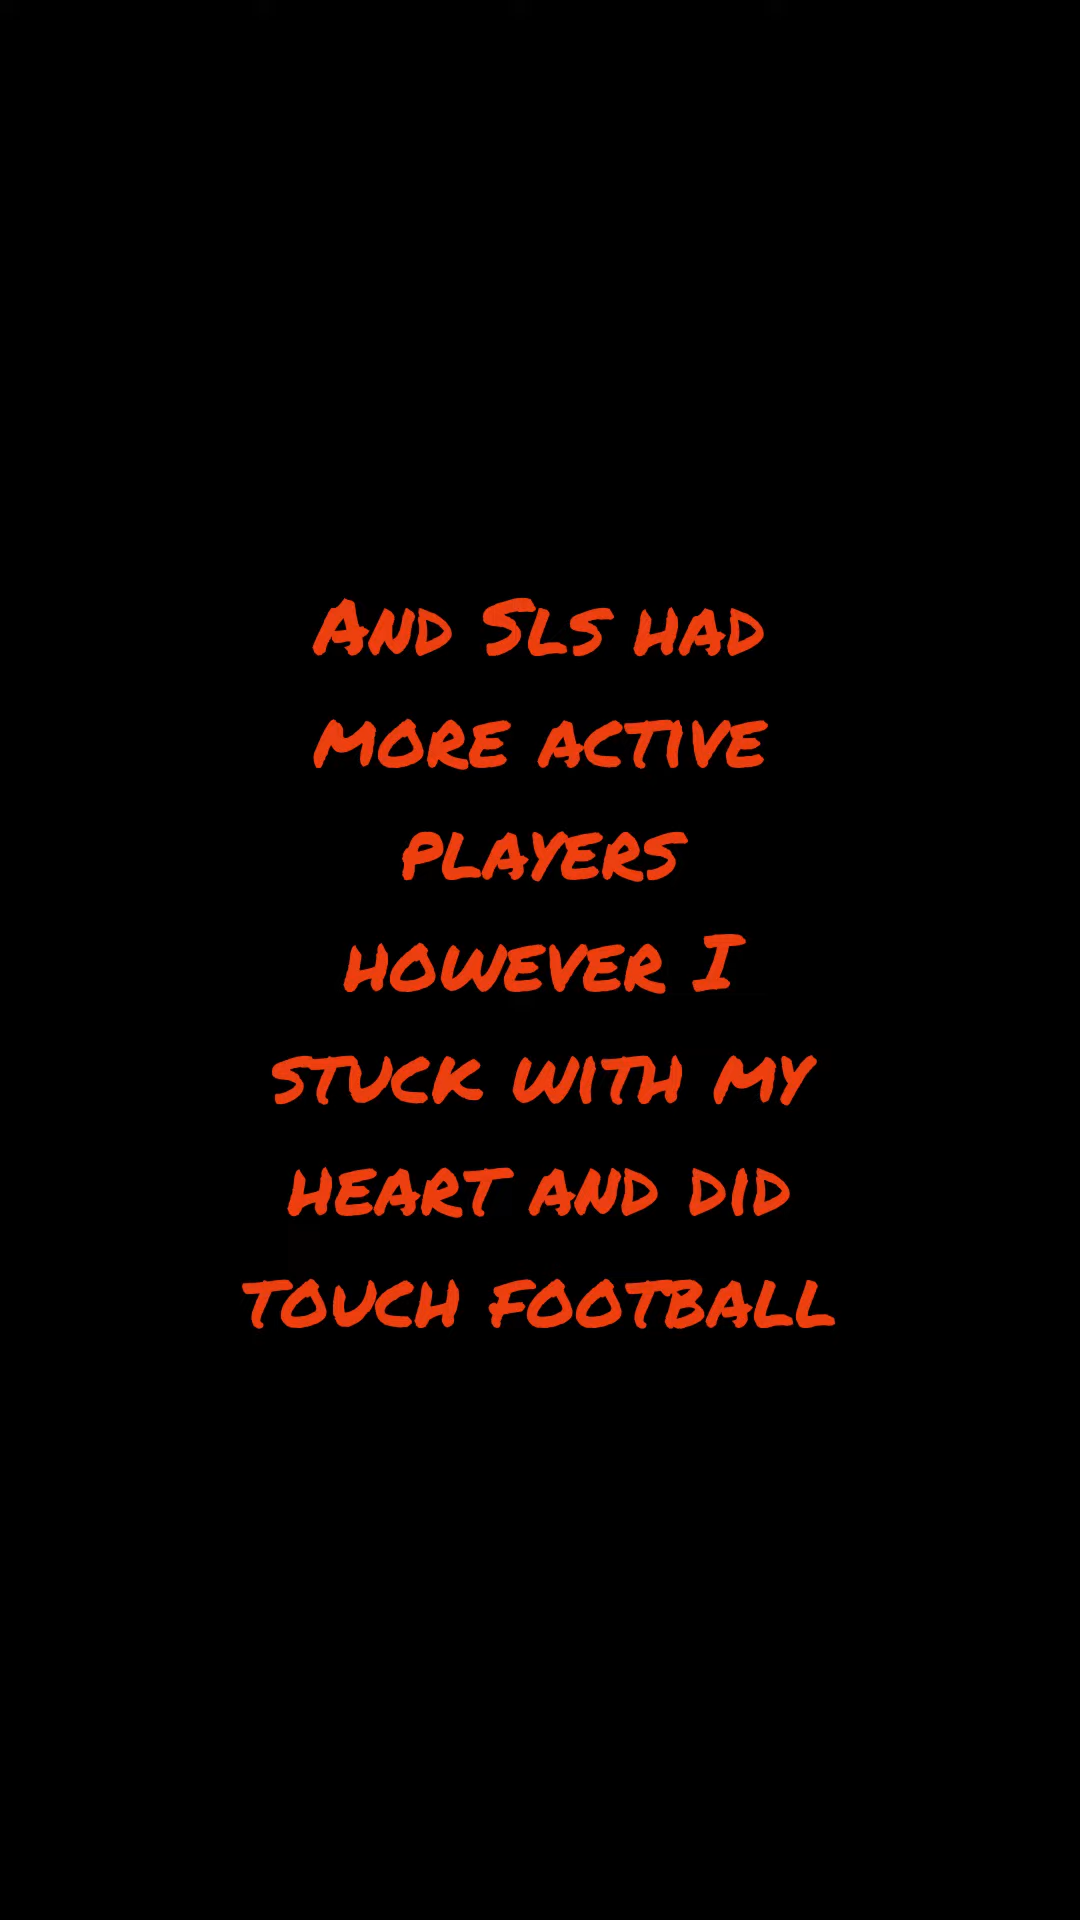 And Sls had
more active
players
however I
stuck with my
heart and did
touch football